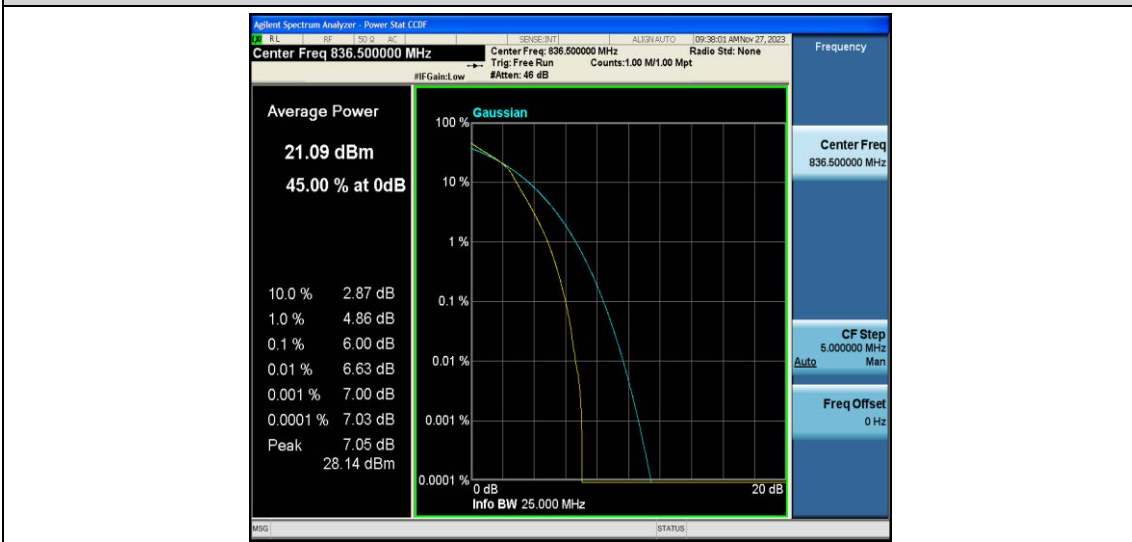 Agilent Spectrum Analyzer - Power Stat CCDF
RL RF 50 Ω AC SENSE:INT ALIGN AUTO 09:38:01 AM Nov 27, 2023
Center Freq 836.500000 MHz
Center Freq: 836.500000 MHz Radio Std: None
Trig: Free Run Counts:1.00 M/1.00 Mpt
#IFGain:Low #Atten: 46 dB
Frequency
Average Power
21.09 dBm
45.00 % at 0dB
10.0 % 2.87 dB
1.0 % 4.86 dB
0.1 % 6.00 dB
0.01 % 6.63 dB
0.001 % 7.00 dB
0.0001 % 7.03 dB
Peak 7.05 dB
28.14 dBm
Gaussian
100 %
10 %
1 %
0.1 %
0.01 %
0.001 %
0.0001 %
0 dB 20 dB
Info BW 25.000 MHz
Center Freq
836.500000 MHz
CF Step
5.000000 MHz
Auto Man
Freq Offset
0 Hz
MSG STATUS